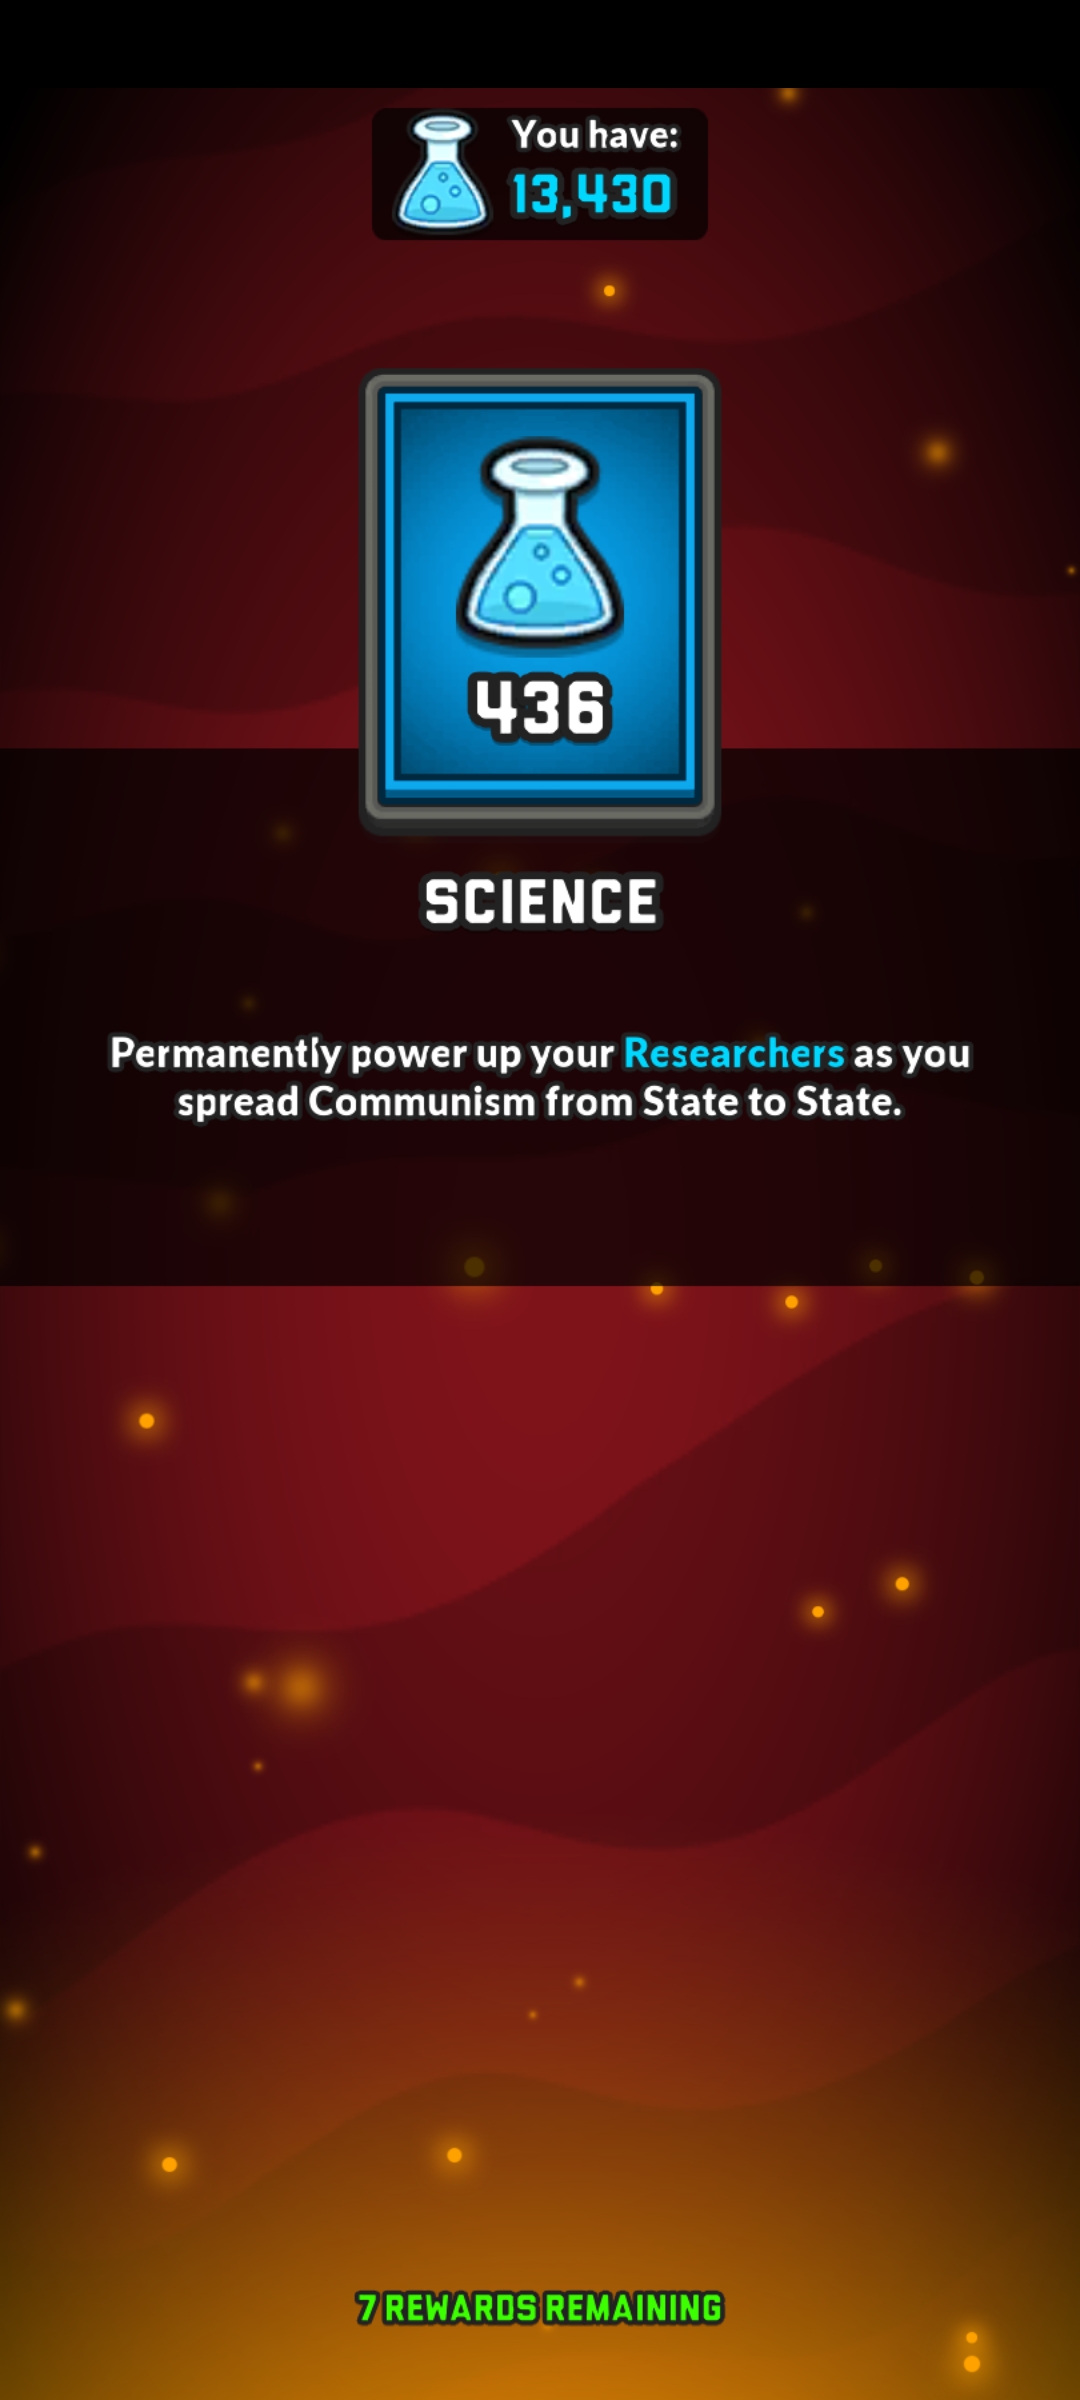 You have:
13,430
436
SCIENCE
Permanently power up your Researchers as you
spread Communism from State to State.
7 REWARDS REMAINING